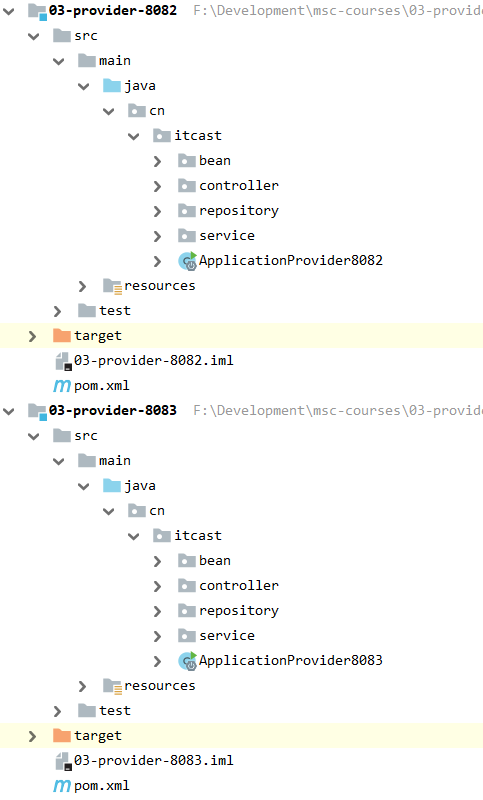 03-provider-8082 F:\Development\msc-courses\03-provide
src
main
java
cn
itcast
bean
controller
repository
service
ApplicationProvider8082
resources
test
target
03-provider-8082.iml
pom.xml
03-provider-8083 F:\Development\msc-courses\03-provide
src
main
java
cn
itcast
bean
controller
repository
service
ApplicationProvider8083
resources
test
target
03-provider-8083.iml
pom.xml